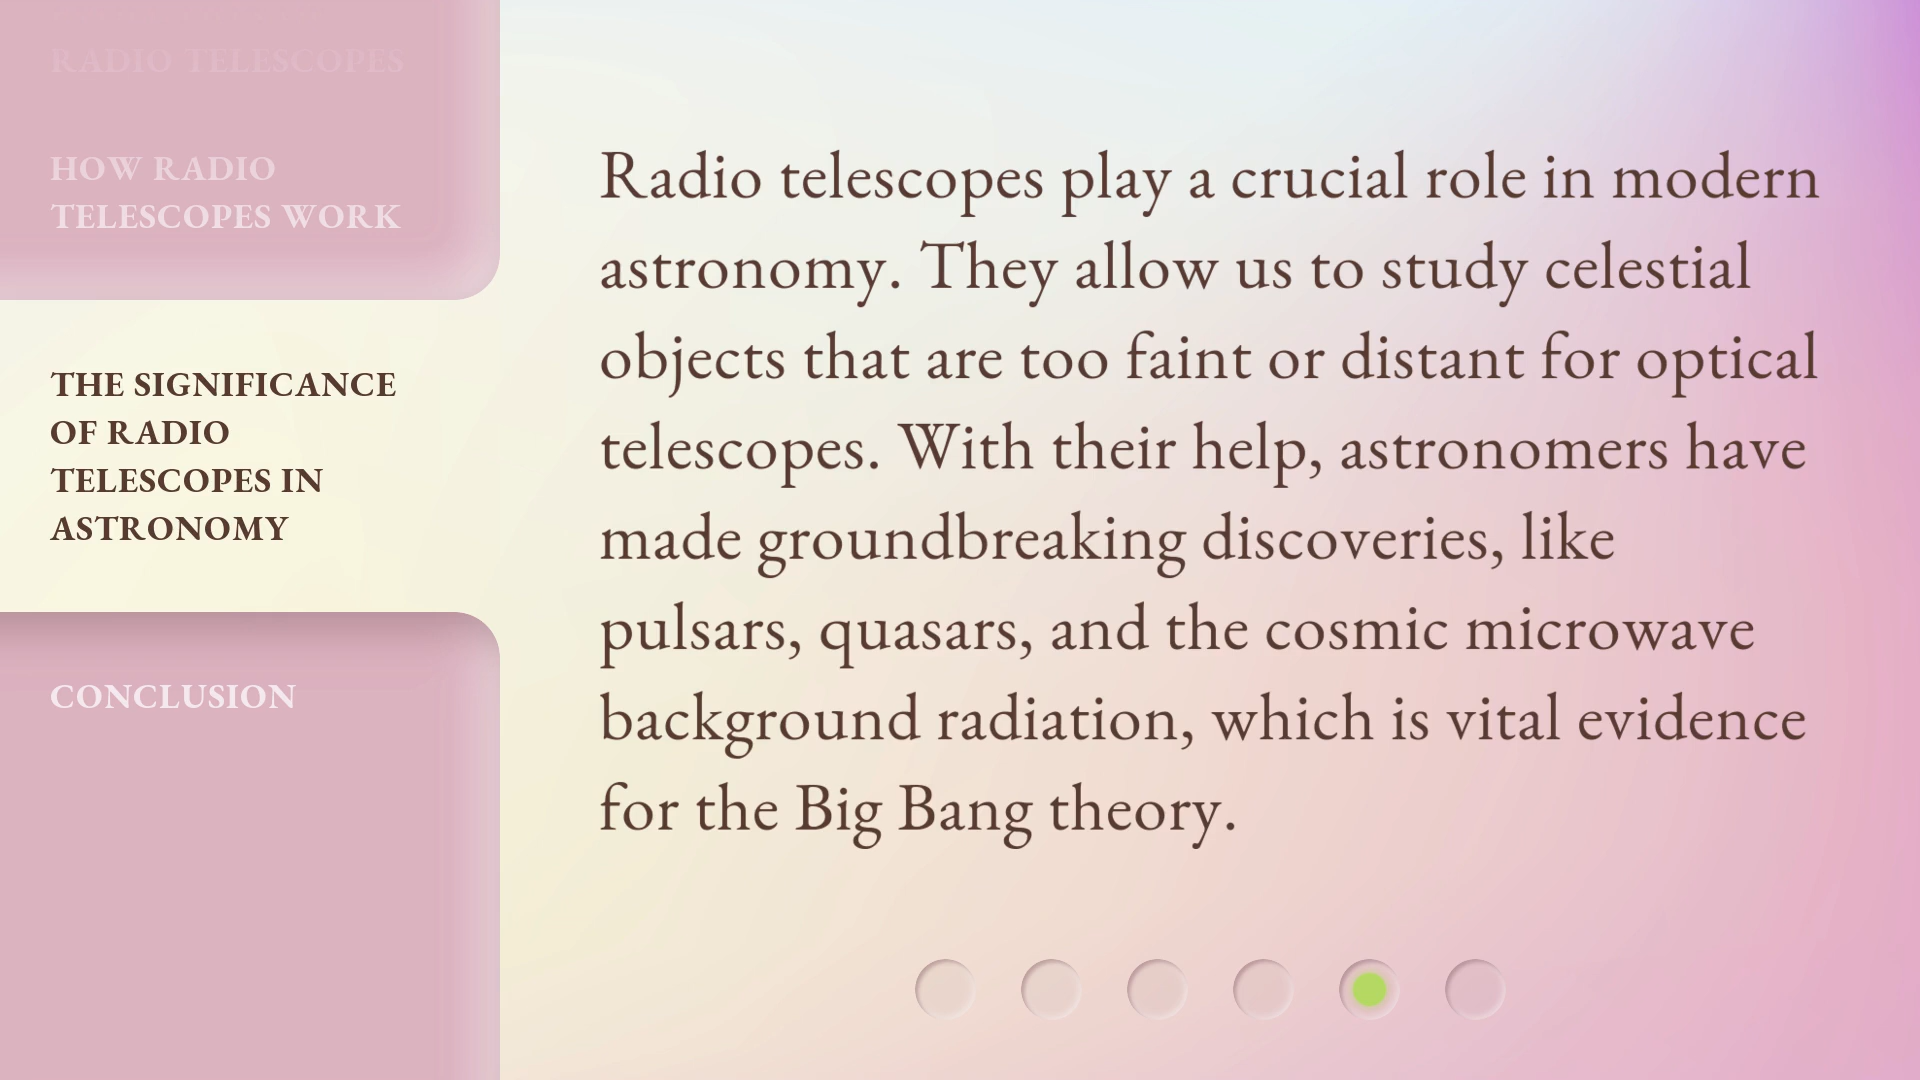 RADIO TELESCOPES
HOW RADIO
TELESCOPES WORK
THE SIGNIFICANCE
OF RADIO
TELESCOPES IN
ASTRONOMY
CONCLUSION
Radio telescopes play a crucial role in modern
astronomy. They allow us to study celestial
objects that are too faint or distant for optical
telescopes. With their help, astronomers have
made groundbreaking discoveries, like
pulsars, quasars, and the cosmic microwave
background radiation, which is vital evidence
for the Big Bang theory.